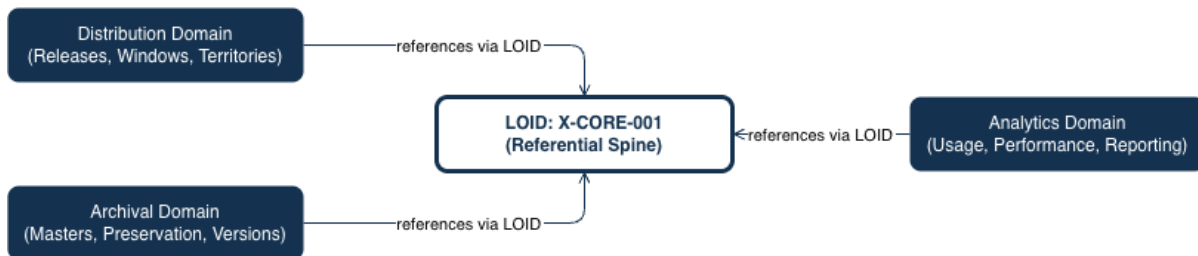 Distribution Domain
(Releases, Windows, Territories)
references via LOID
LOID: X-CORE-001
(Referential Spine)
references via LOID
Analytics Domain
(Usage, Performance, Reporting)
Archival Domain
(Masters, Preservation, Versions)
references via LOID